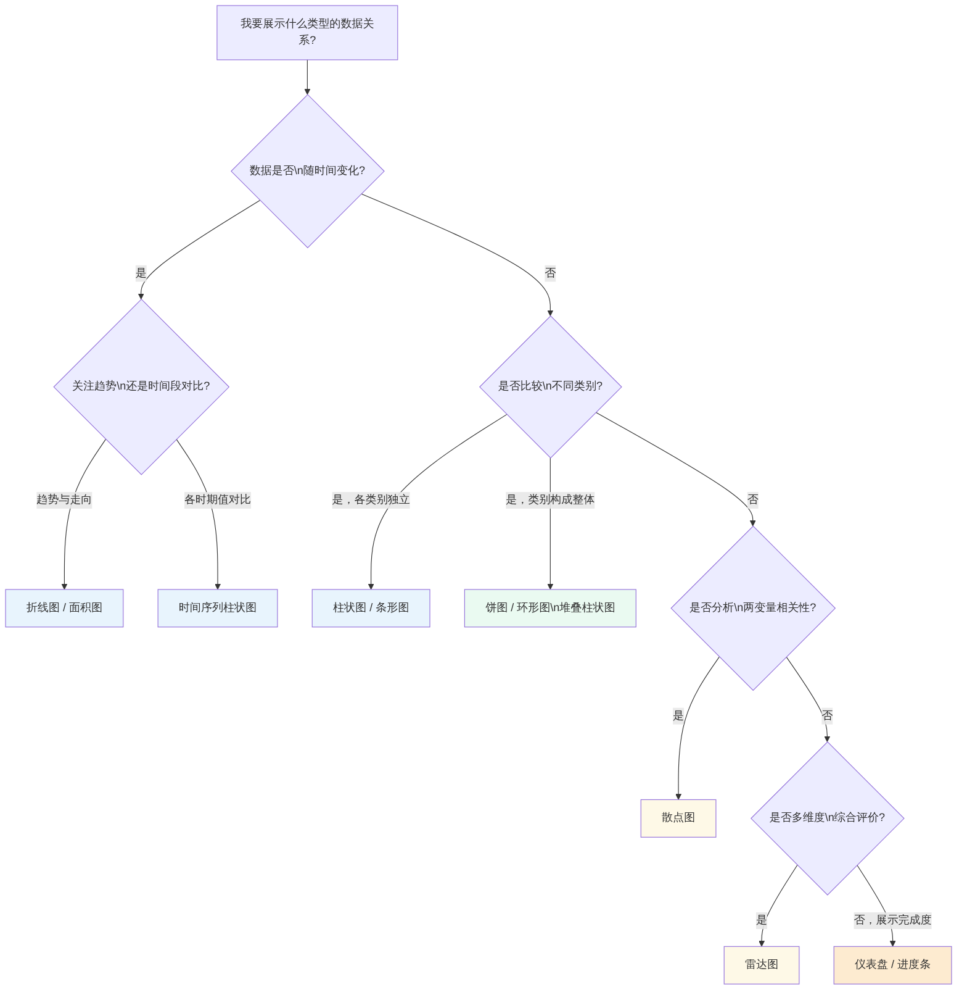 我要展示什么类型的数据关
系?
数据是否\n随时间变化?
是
否
关注趋势\n还是时间段对比?
是否比较\n不同类别?
趋势与走向
各时期值对比
是，各类别独立
是，类别构成整体
否
折线图 / 面积图
时间序列柱状图
柱状图 / 条形图
饼图 / 环形图\n堆叠柱状图
是否分析\n两变量相关性?
是
否
散点图
是否多维度\n综合评价?
是
否，展示完成度
雷达图
仪表盘 / 进度条